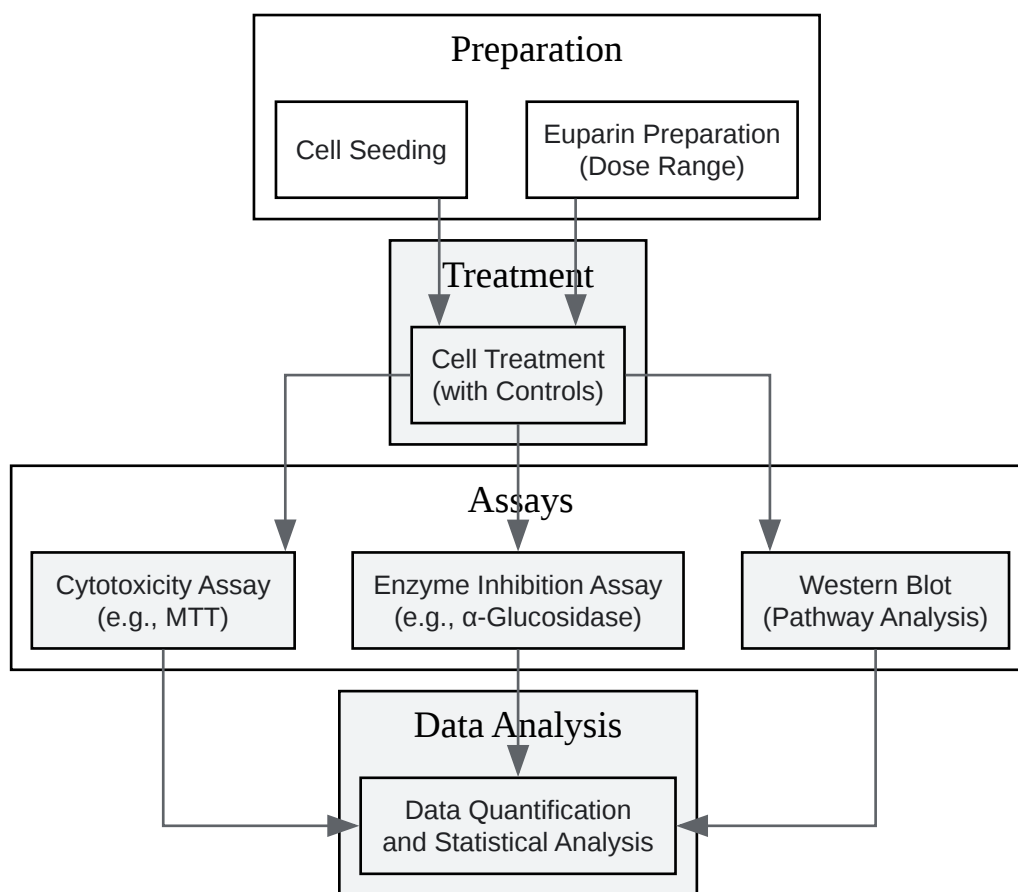 Preparation
Cell Seeding
Euparin Preparation
(Dose Range)
Treatment
Cell Treatment
(with Controls)
Assays
Cytotoxicity Assay
(e.g., MTT)
Enzyme Inhibition Assay
(e.g., α-Glucosidase)
Western Blot
(Pathway Analysis)
Data Analysis
Data Quantification
and Statistical Analysis